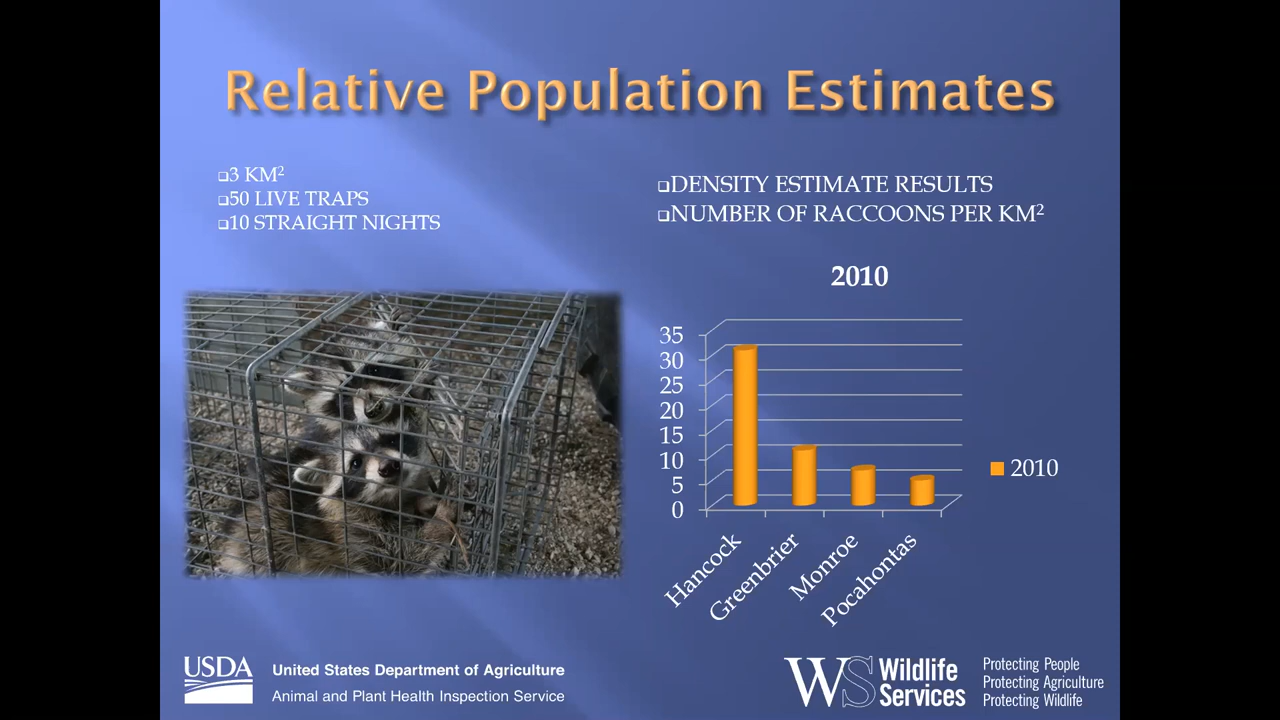 Relative Population Estimates
❑3 KM²
❑50 LIVE TRAPS
❑10 STRAIGHT NIGHTS
❑DENSITY ESTIMATE RESULTS
❑NUMBER OF RACCOONS PER KM²
2010
35
30
25
20
15
10
5
0
2010
Hancock
Greenbrier
Monroe
Pocahontas
USDA
United States Department of Agriculture
Animal and Plant Health Inspection Service
WS Wildlife Services
Protecting People
Protecting Agriculture
Protecting Wildlife